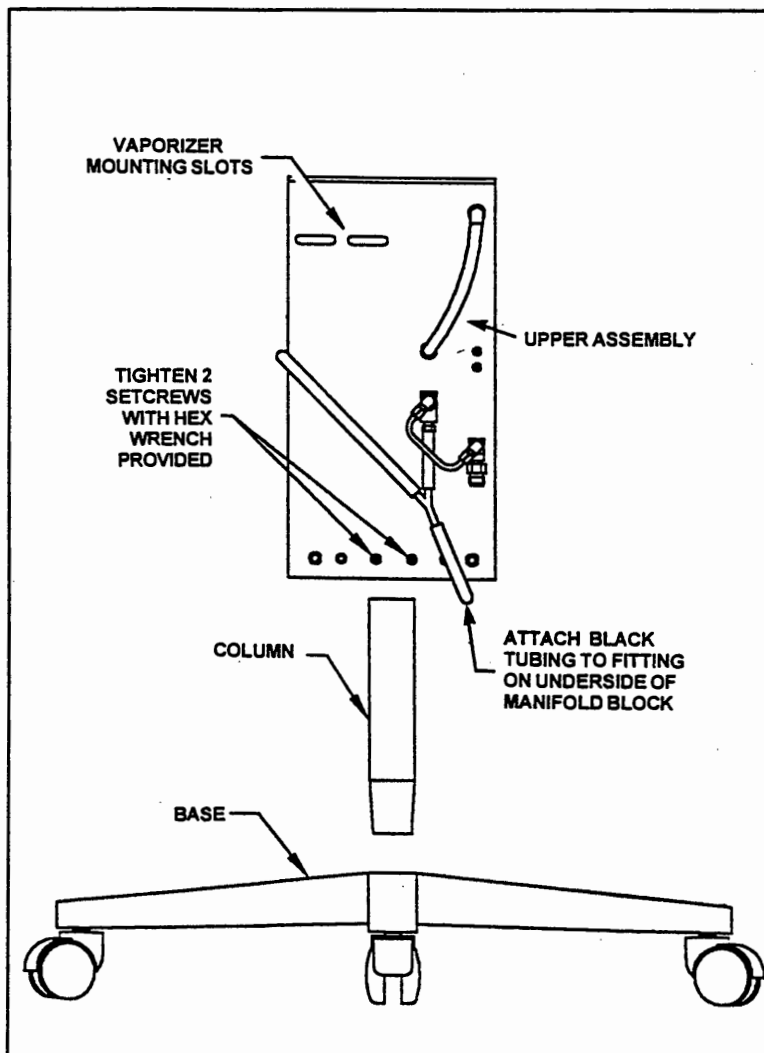 VAPORIZER
MOUNTING SLOTS
UPPER ASSEMBLY
TIGHTEN 2
SETCREWS
WITH HEX
WRENCH
PROVIDED
COLUMN
ATTACH BLACK
TUBING TO FITTING
ON UNDERSIDE OF
MANIFOLD BLOCK
BASE